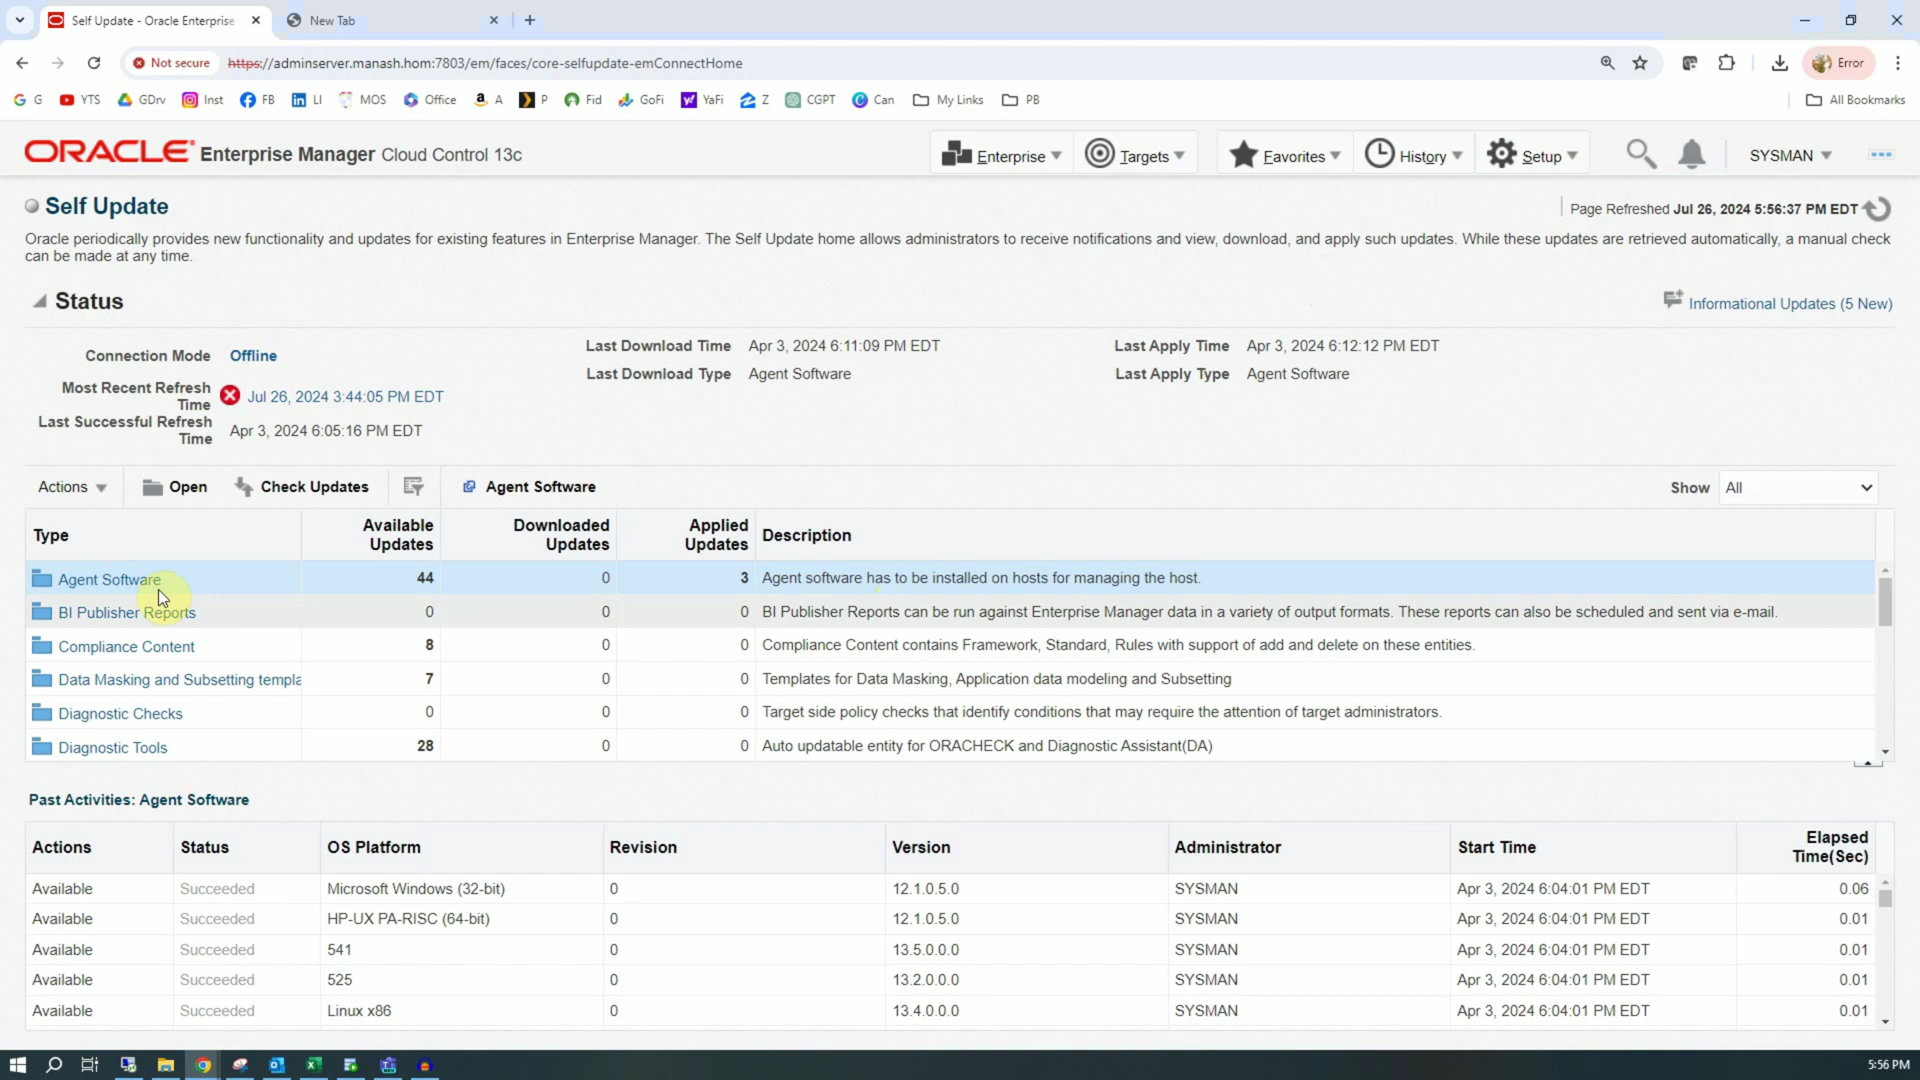 Self Update - Oracle Enterprise
New Tab
Not secure https://adminserver.manash.hom:7803/em/faces/core-selfupdate-emConnectHome Error
G YTS GDrv Inst FB LI MOS Office A P Fid GoFi YaFi Z CGPT Can My Links PB All Bookmarks
ORACLE Enterprise Manager Cloud Control 13c Enterprise Targets Favorites History Setup SYSMAN
Self Update
Page Refreshed Jul 26, 2024 5:56:37 PM EDT
Oracle periodically provides new functionality and updates for existing features in Enterprise Manager. The Self Update home allows administrators to receive notifications and view, download, and apply such updates. While these updates are retrieved automatically, a manual check
can be made at any time.
Status
Informational Updates (5 New)
Connection Mode Offline
Most Recent Refresh
Time Jul 26, 2024 3:44:05 PM EDT
Last Successful Refresh
Time Apr 3, 2024 6:05:16 PM EDT
Last Download Time Apr 3, 2024 6:11:09 PM EDT
Last Download Type Agent Software
Last Apply Time Apr 3, 2024 6:12:12 PM EDT
Last Apply Type Agent Software
Actions Open Check Updates Agent Software Show All
Type Available Updates Downloaded Updates Applied Updates Description
Agent Software 44 0 3 Agent software has to be installed on hosts for managing the host.
BI Publisher Reports 0 0 0 BI Publisher Reports can be run against Enterprise Manager data in a variety of output formats. These reports can also be scheduled and sent via e-mail.
Compliance Content 8 0 0 Compliance Content contains Framework, Standard, Rules with support of add and delete on these entities.
Data Masking and Subsetting templa 7 0 0 Templates for Data Masking, Application data modeling and Subsetting
Diagnostic Checks 0 0 0 Target side policy checks that identify conditions that may require the attention of target administrators.
Diagnostic Tools 28 0 0 Auto updatable entity for ORACHECK and Diagnostic Assistant(DA)
Past Activities: Agent Software
Actions Status OS Platform Revision Version Administrator Start Time Elapsed Time(Sec)
Available Succeeded Microsoft Windows (32-bit) 0 12.1.0.5.0 SYSMAN Apr 3, 2024 6:04:01 PM EDT 0.06
Available Succeeded HP-UX PA-RISC (64-bit) 0 12.1.0.5.0 SYSMAN Apr 3, 2024 6:04:01 PM EDT 0.01
Available Succeeded 541 0 13.5.0.0.0 SYSMAN Apr 3, 2024 6:04:01 PM EDT 0.01
Available Succeeded 525 0 13.2.0.0.0 SYSMAN Apr 3, 2024 6:04:01 PM EDT 0.01
Available Succeeded Linux x86 0 13.4.0.0.0 SYSMAN Apr 3, 2024 6:04:01 PM EDT 0.01
5:56 PM